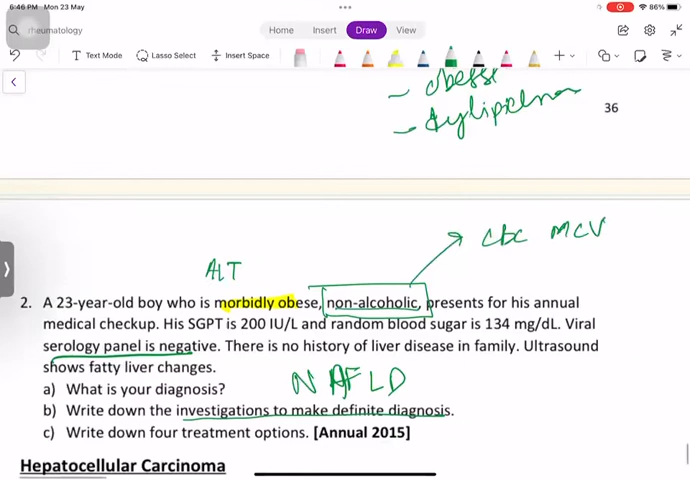 6:46 PM Mon 23 May
86%
rheumatology
Home Insert Draw View
T Text Mode Lasso Select Insert Space
- obese
36
CBC MCV
ALT
2. A 23-year-old boy who is morbidly obese, non-alcoholic, presents for his annual
medical checkup. His SGPT is 200 IU/L and random blood sugar is 134 mg/dL. Viral
serology panel is negative. There is no history of liver disease in family. Ultrasound
shows fatty liver changes.
NAFLD
a) What is your diagnosis?
b) Write down the investigations to make definite diagnosis.
c) Write down four treatment options. [Annual 2015]
Hepatocellular Carcinoma